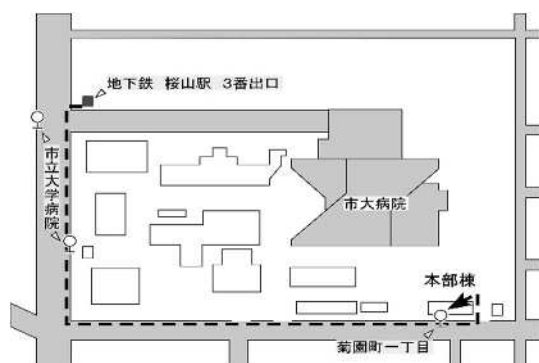 地下鉄 桜山駅 3番出口
市立大学病院
市大病院
本部棟
菊園町一丁目